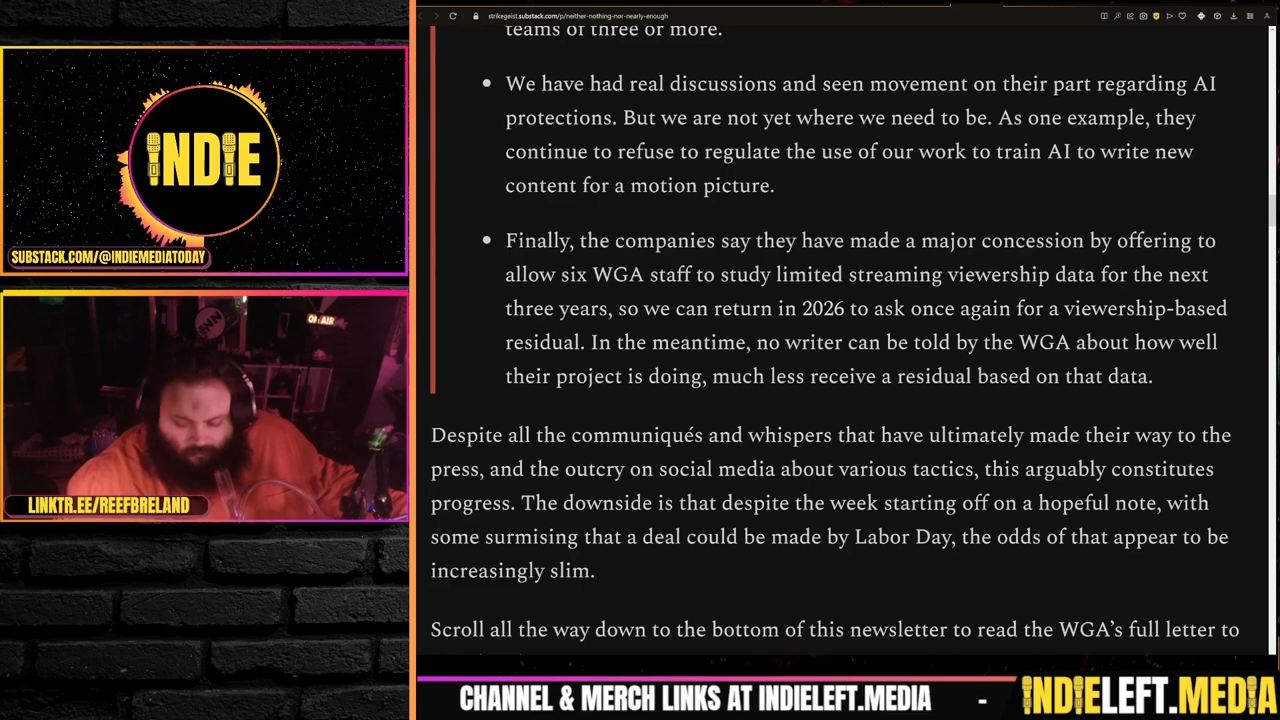 strikegeist.substack.com/p/neither-nothing-nor-nearly-enough
teams of three or more.
We have had real discussions and seen movement on their part regarding AI
protections. But we are not yet where we need to be. As one example, they
continue to refuse to regulate the use of our work to train AI to write new
content for a motion picture.
Finally, the companies say they have made a major concession by offering to
allow six WGA staff to study limited streaming viewership data for the next
three years, so we can return in 2026 to ask once again for a viewership-based
residual. In the meantime, no writer can be told by the WGA about how well
their project is doing, much less receive a residual based on that data.
Despite all the communiqués and whispers that have ultimately made their way to the
press, and the outcry on social media about various tactics, this arguably constitutes
progress. The downside is that despite the week starting off on a hopeful note, with
some surmising that a deal could be made by Labor Day, the odds of that appear to be
increasingly slim.
Scroll all the way down to the bottom of this newsletter to read the WGA's full letter to
INDIE
SUBSTACK.COM/@INDIEMEDIATODAY
INN
ON AIR
LINKTR.EE/REEFBRELAND
CHANNEL & MERCH LINKS AT INDIELEFT.MEDIA - INDIELEFT.MEDIA